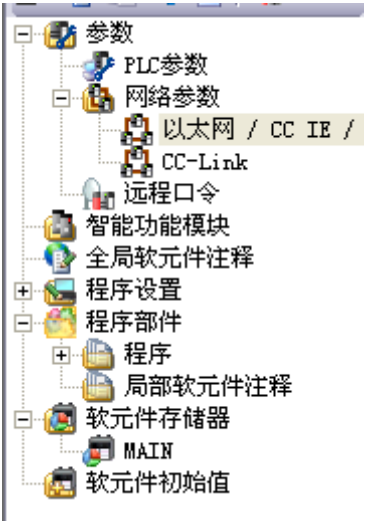 参数
PLC参数
网络参数
以太网 / CC IE /
CC-Link
远程口令
智能功能模块
全局软元件注释
程序设置
程序部件
程序
局部软元件注释
软元件存储器
MAIN
软元件初始值